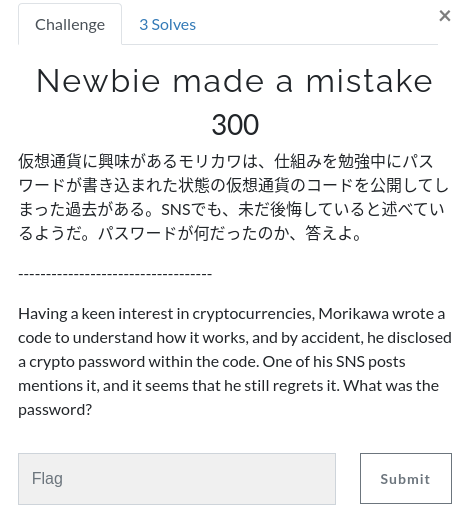 Challenge
3 Solves
×
Newbie made a mistake
300
仮想通貨に興味があるモリカワは、仕組みを勉強中にパス
ワードが書き込まれた状態の仮想通貨のコードを公開してし
まった過去がある。SNSでも、未だ後悔していると述べてい
るようだ。パスワードが何だったのか、答えよ。
-----------------------------------
Having a keen interest in cryptocurrencies, Morikawa wrote a
code to understand how it works, and by accident, he disclosed
a crypto password within the code. One of his SNS posts
mentions it, and it seems that he still regrets it. What was the
password?
Flag
Submit